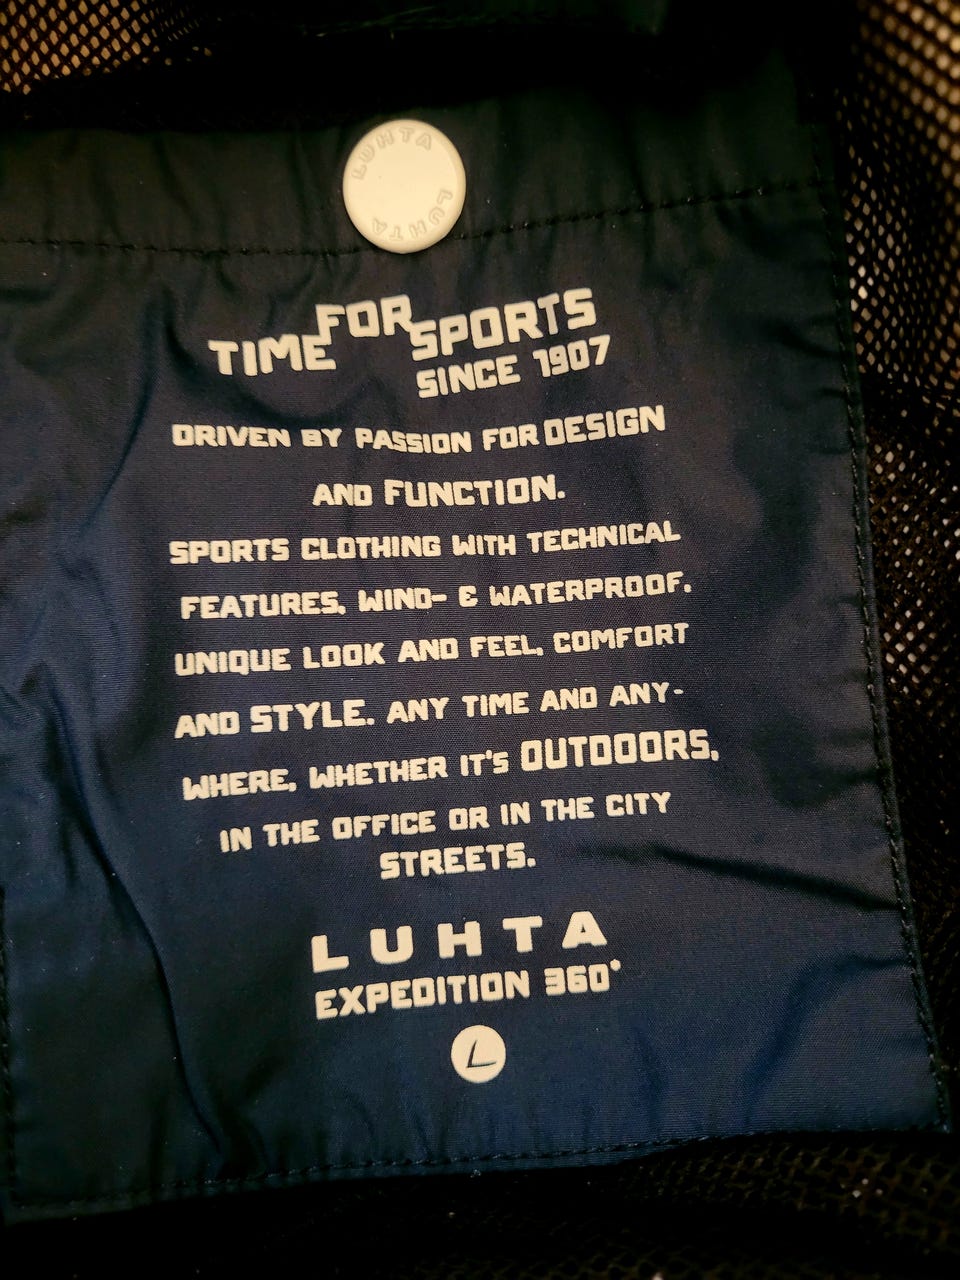 LUHTA LUHTA
TIME FOR SPORTS
SINCE 1907
DRIVEN BY PASSION FOR DESIGN
AND FUNCTION.
SPORTS CLOTHING WITH TECHNICAL
FEATURES, WIND- & WATERPROOF.
UNIQUE LOOK AND FEEL, COMFORT
AND STYLE. ANY TIME AND ANY-
WHERE, WHETHER IT'S OUTDOORS,
IN THE OFFICE OR IN THE CITY
STREETS.
LUHTA
EXPEDITION 360°
L